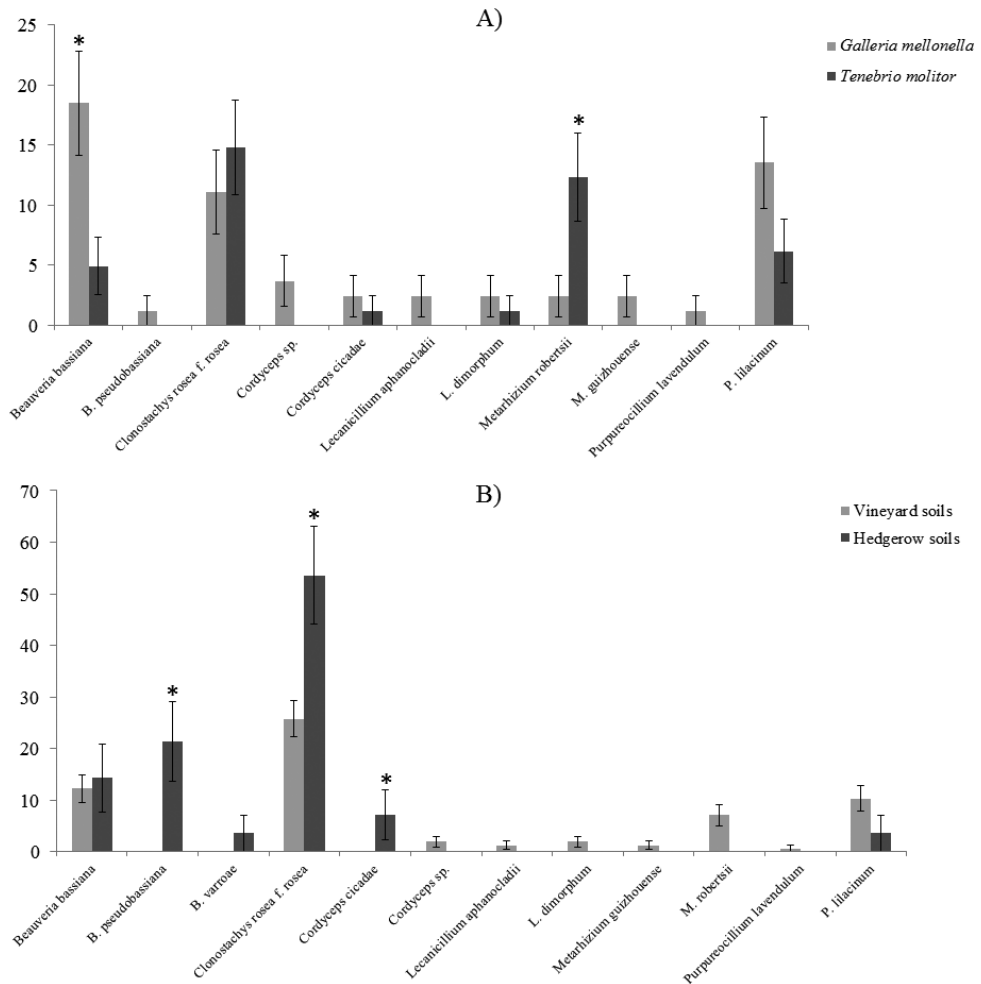 A)
25
20
15
10
5
0
*
*
Galleria mellonella
Tenebrio molitor
Beauveria bassiana
B. pseudobassiana
Clonostachys rosea f. rosea
Cordyceps sp.
Cordyceps cicadae
Lecanicillium aphanocladii
L. dimorphum
Metarhizium robertsii
M. guizhouense
Purpureocillium lavendulum
P. lilacinum
B)
70
60
50
40
30
20
10
0
*
*
*
Vineyard soils
Hedgerow soils
Beauveria bassiana
B. pseudobassiana
B. varroae
Clonostachys rosea f. rosea
Cordyceps cicadae
Cordyceps sp.
Lecanicillium aphanocladii
L. dimorphum
Metarhizium guizhouense
M. robertsii
Purpureocillium lavendulum
P. lilacinum